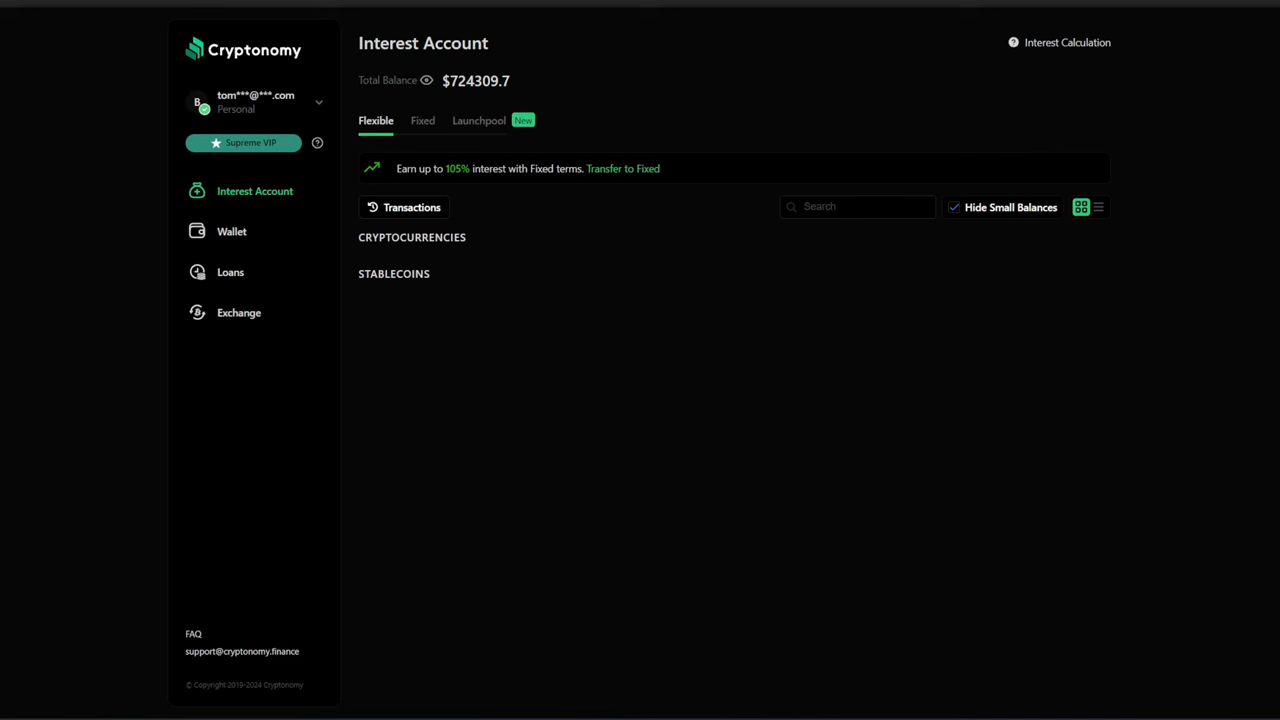 Cryptonomy
B
tom***@***.com
Personal
Supreme VIP
Interest Account
Wallet
Loans
Exchange
FAQ
support@cryptonomy.finance
© Copyright 2019-2024 Cryptonomy
Interest Account
Interest Calculation
Total Balance $724309.7
Flexible Fixed Launchpool New
Earn up to 105% interest with Fixed terms. Transfer to Fixed
Transactions Search Hide Small Balances
CRYPTOCURRENCIES
STABLECOINS